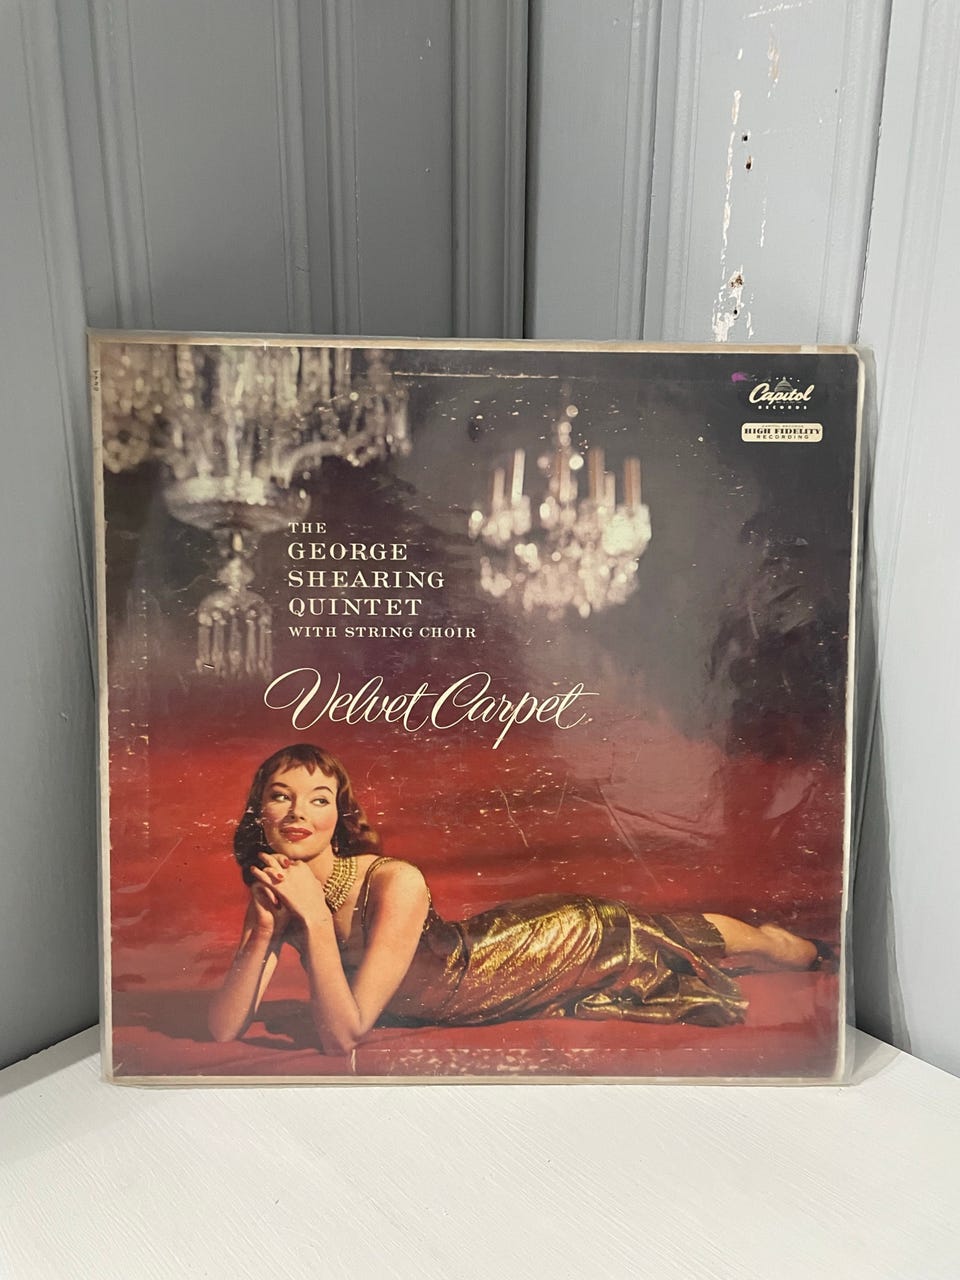 Capitol
RECORDS
HIGH FIDELITY
RECORDING
THE
GEORGE
SHEARING
QUINTET
WITH STRING CHOIR
Velvet Carpet